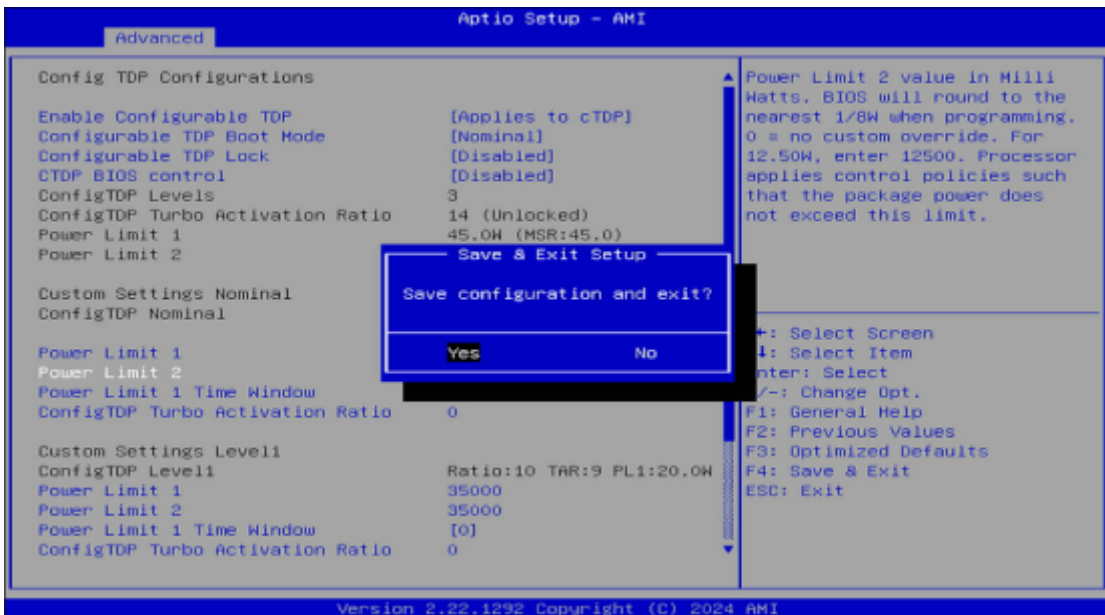 Aptio Setup – AMI
Advanced
Config TDP Configurations
Enable Configurable TDP [Applies to cTDP]
Configurable TDP Boot Mode [Nominal]
Configurable TDP Lock [Disabled]
CTDP BIOS control [Disabled]
ConfigTDP Levels 3
ConfigTDP Turbo Activation Ratio 14 (Unlocked)
Power Limit 1 45.0W (MSR:45.0)
Power Limit 2
Custom Settings Nominal
ConfigTDP Nominal
Power Limit 1
Power Limit 2
Power Limit 1 Time Window
ConfigTDP Turbo Activation Ratio 0
Custom Settings Level1
ConfigTDP Level1 Ratio:10 TAR:9 PL1:20.0W
Power Limit 1 35000
Power Limit 2 35000
Power Limit 1 Time Window [0]
ConfigTDP Turbo Activation Ratio 0
Save & Exit Setup
Save configuration and exit?
Yes No
Power Limit 2 value in Milli
Watts. BIOS will round to the
nearest 1/8W when programming.
0 = no custom override. For
12.50W, enter 12500. Processor
applies control policies such
that the package power does
not exceed this limit.
: Select Screen
: Select Item
nter: Select
/-: Change Opt.
F1: General Help
F2: Previous Values
F3: Optimized Defaults
F4: Save & Exit
ESC: Exit
Version 2.22.1292 Copyright (C) 2024 AMI